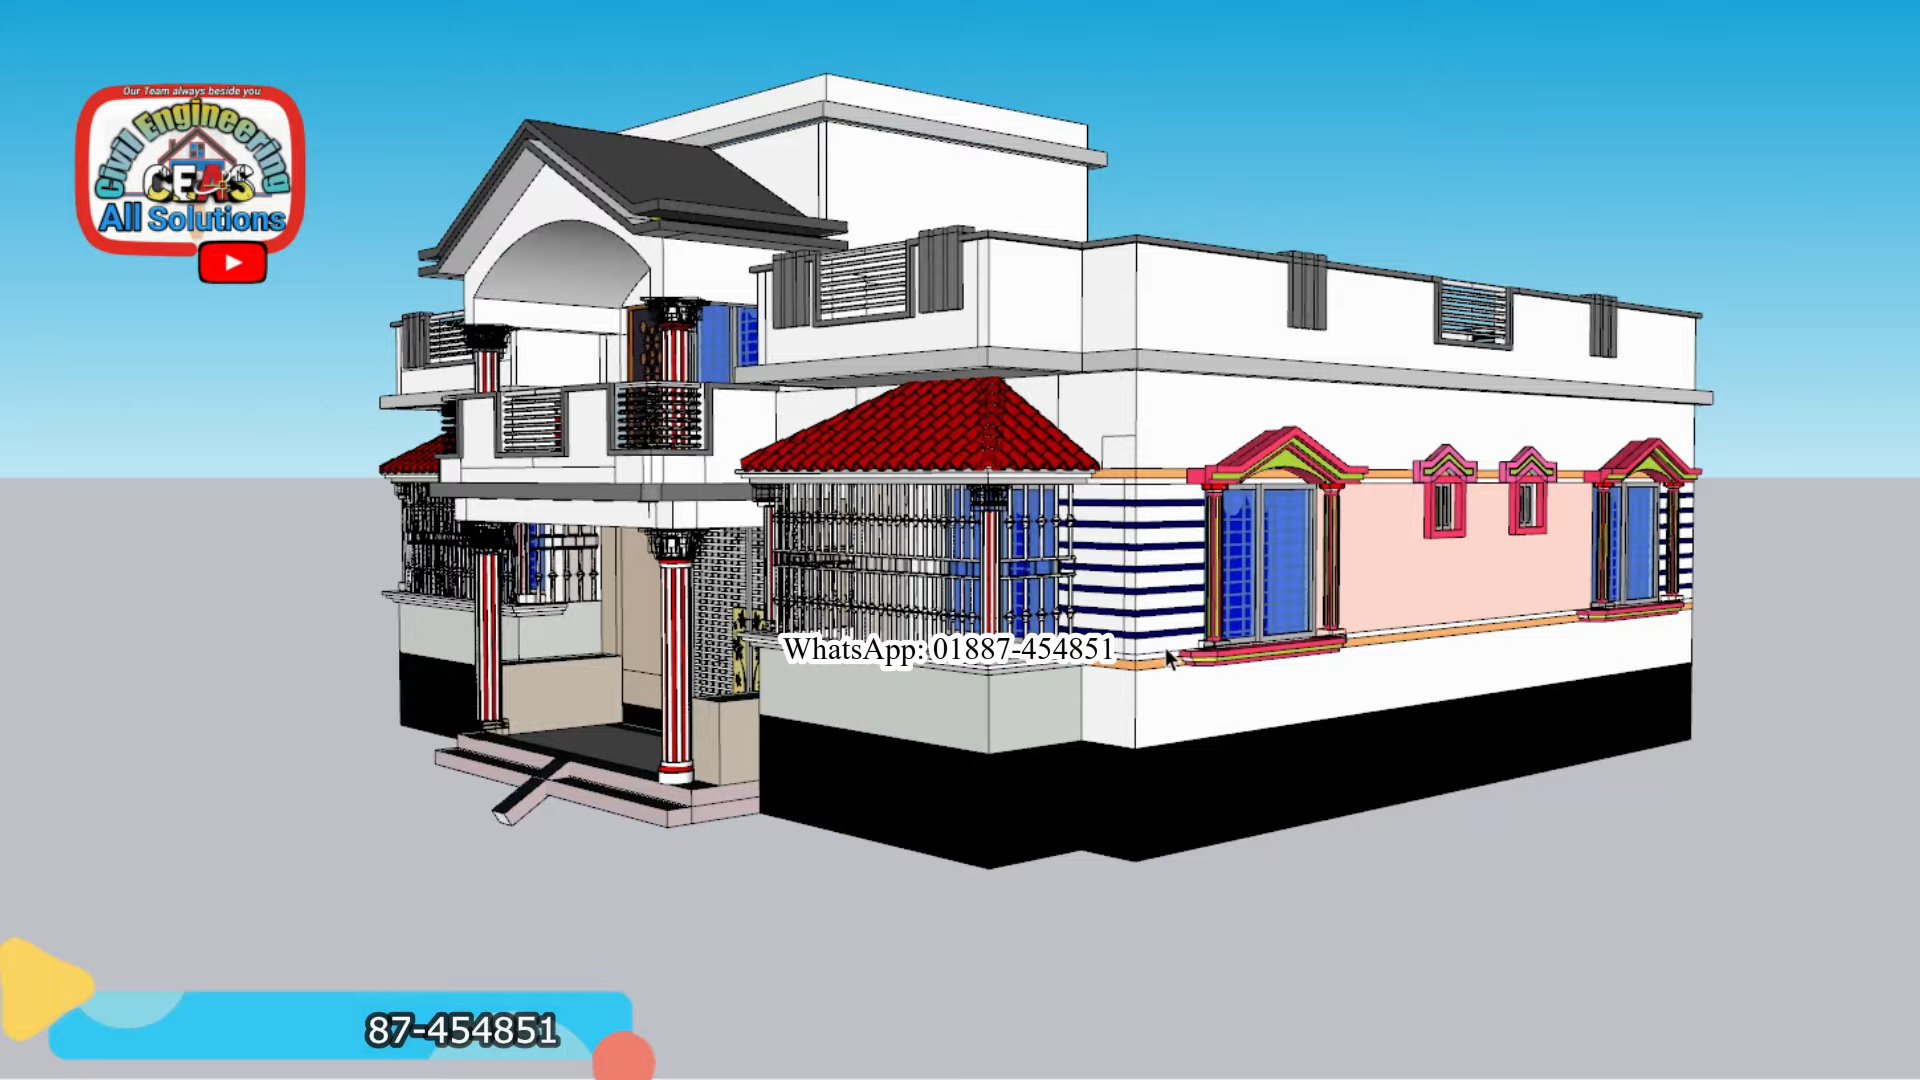 Our Team always beside you
Civil Engineering
CEAS
All Solutions
WhatsApp: 01887-454851
87-454851